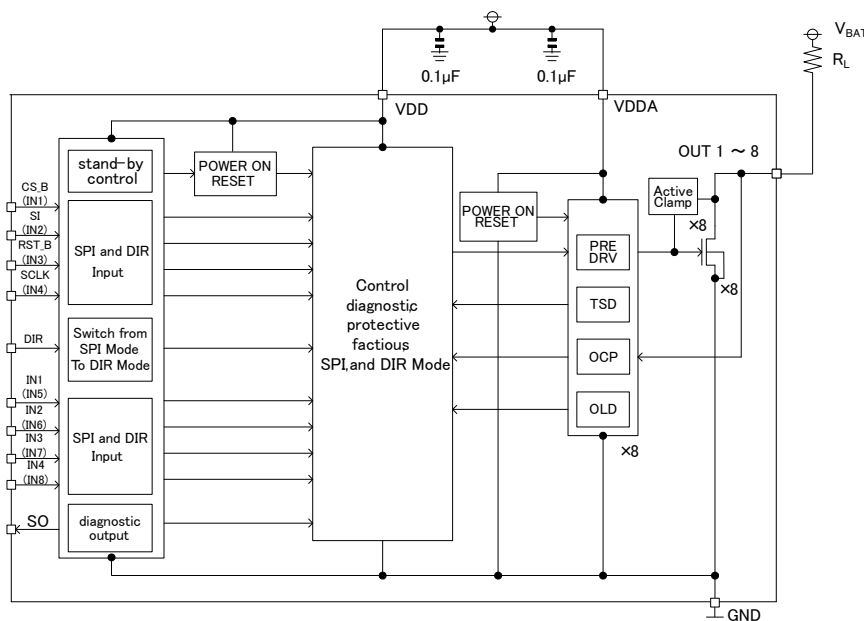 0.1µF
0.1µF
V_BAT
R_L
VDD
VDDA
OUT 1 ～ 8
stand-by
control
POWER ON
RESET
CS_B
(IN1)
SI
(IN2)
RST_B
(IN3)
SCLK
(IN4)
SPI and DIR
Input
DIR
Switch from
SPI Mode
To DIR Mode
IN1
(IN5)
IN2
(IN6)
IN3
(IN7)
IN4
(IN8)
SPI and DIR
Input
SO
diagnostic
output
Control
diagnostic,
protective
factious
SPI,and DIR Mode
POWER ON
RESET
PRE
DRV
TSD
OCP
OLD
×8
Active
Clamp
×8
×8
GND